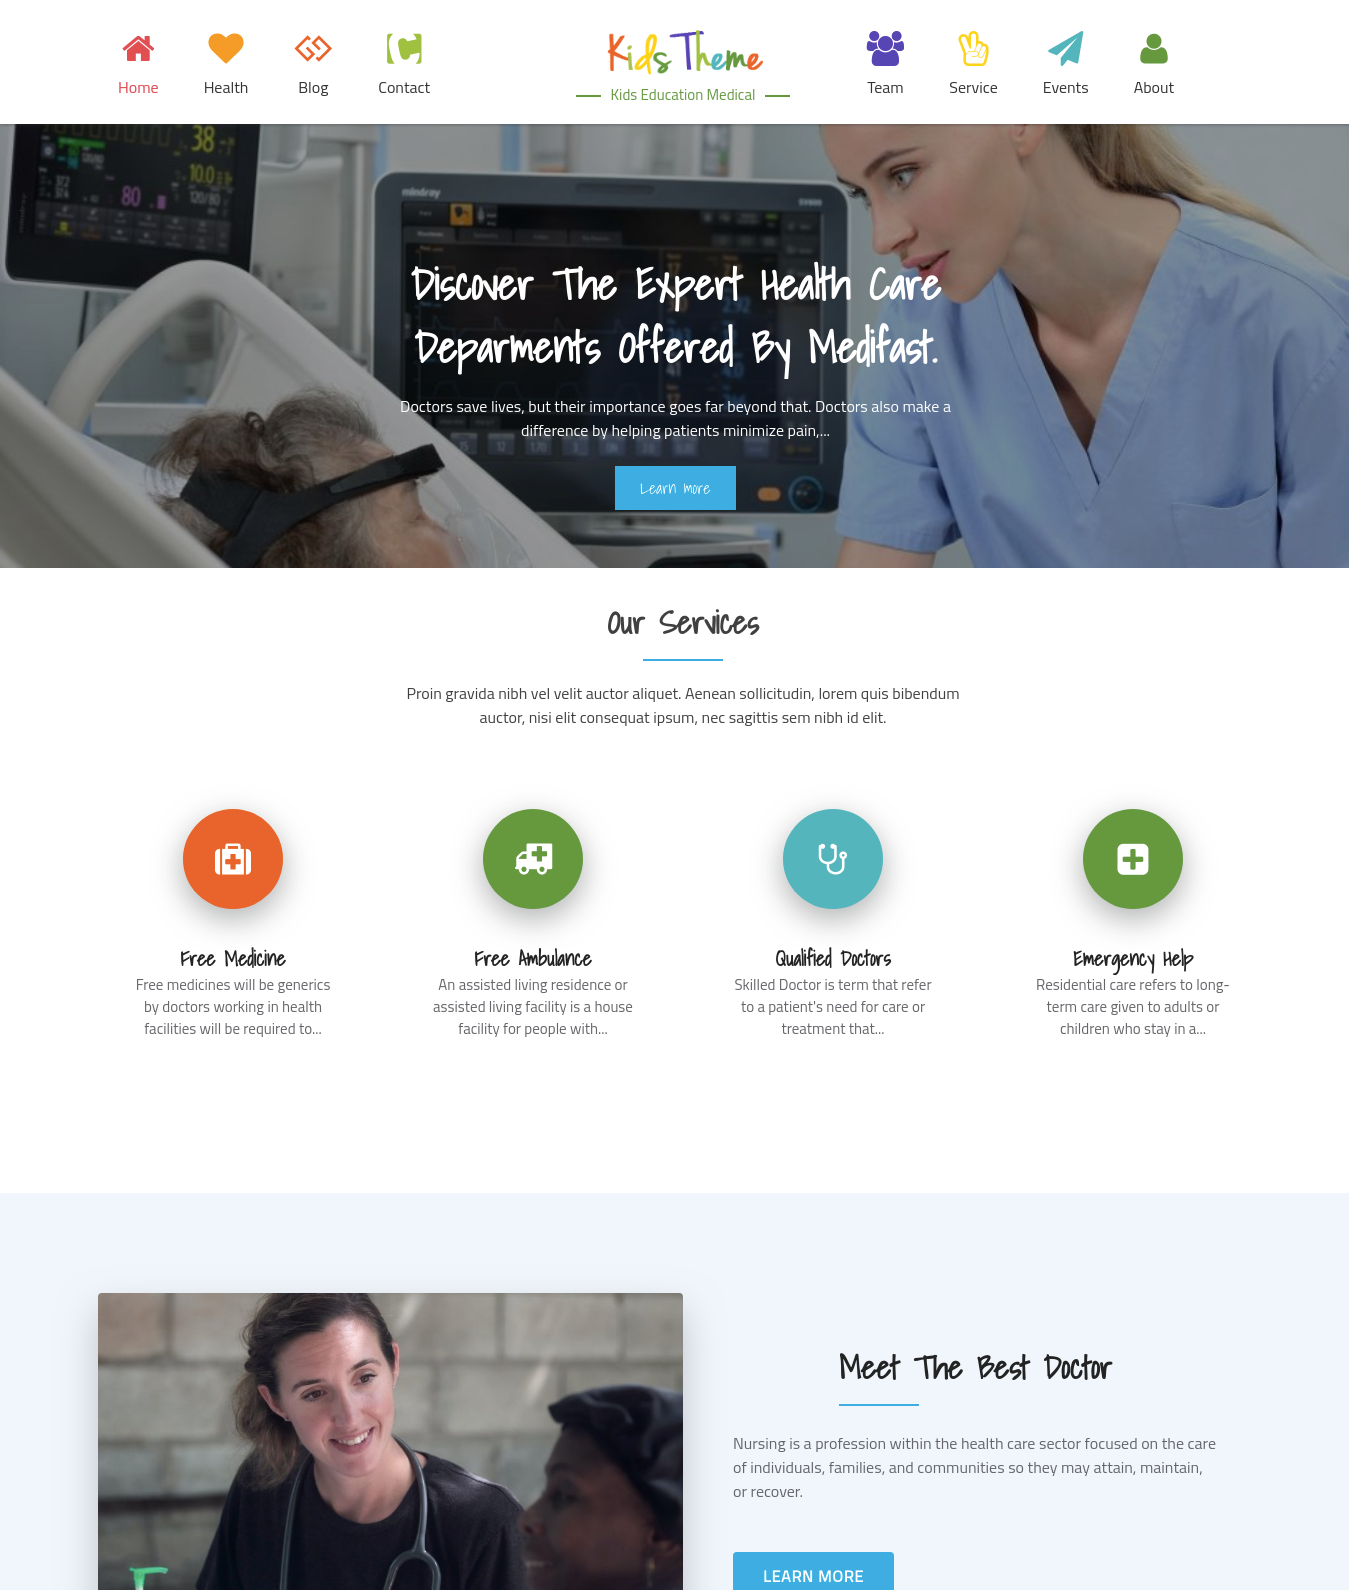 Home
Health
Blog
Contact
Kids Theme
Kids Education Medical
Team
Service
Events
About
38
10.0
80
120/80
mindray
SV800
Discover The Expert Health Care
Deparments Offered By Medifast.
Doctors save lives, but their importance goes far beyond that. Doctors also make a
difference by helping patients minimize pain,...
Learn more
Our Services
Proin gravida nibh vel velit auctor aliquet. Aenean sollicitudin, lorem quis bibendum
auctor, nisi elit consequat ipsum, nec sagittis sem nibh id elit.
Free Medicine
Free medicines will be generics
by doctors working in health
facilities will be required to...
Free Ambulance
An assisted living residence or
assisted living facility is a house
facility for people with...
Qualified Doctors
Skilled Doctor is term that refer
to a patient's need for care or
treatment that...
Emergency Help
Residential care refers to long-
term care given to adults or
children who stay in a...
Meet The Best Doctor
Nursing is a profession within the health care sector focused on the care
of individuals, families, and communities so they may attain, maintain,
or recover.
LEARN MORE